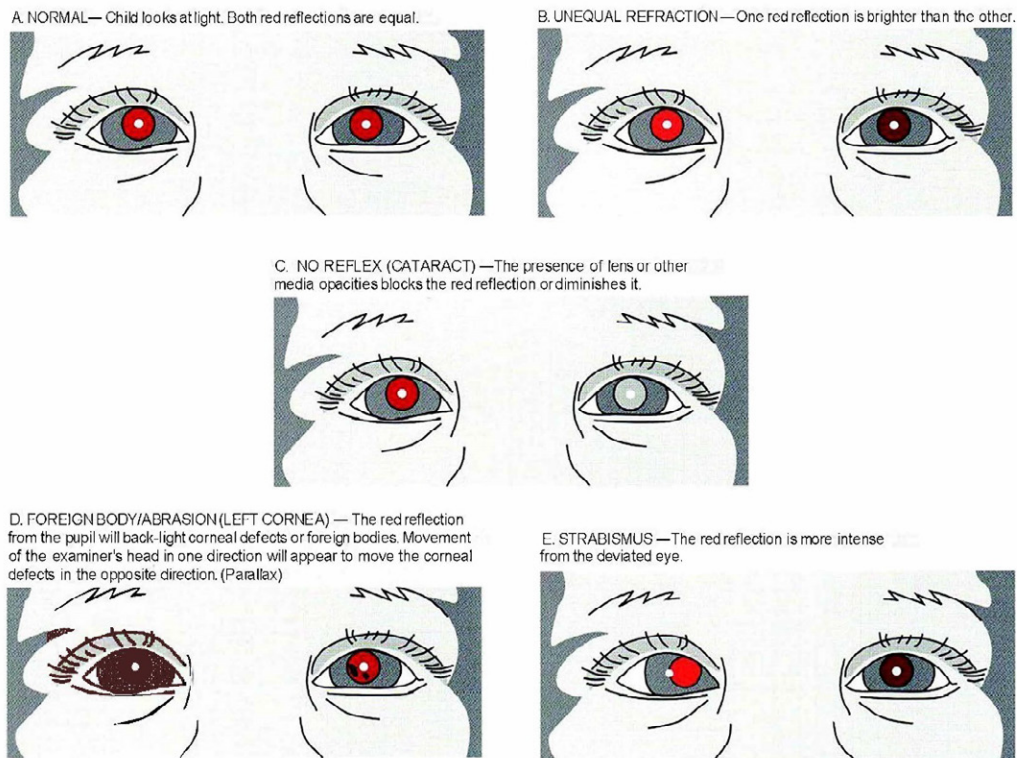 A. NORMAL— Child looks at light. Both red reflections are equal.
B. UNEQUAL REFRACTION — One red reflection is brighter than the other.
C. NO REFLEX (CATARACT) —The presence of lens or other
media opacities blocks the red reflection or diminishes it.
D. FOREIGN BODY/ABRASION (LEFT CORNEA) — The red reflection
from the pupil will back-light corneal defects or foreign bodies. Movement
of the examiner's head in one direction will appear to move the corneal
defects in the opposite direction. (Parallax)
E. STRABISMUS —The red reflection is more intense
from the deviated eye.